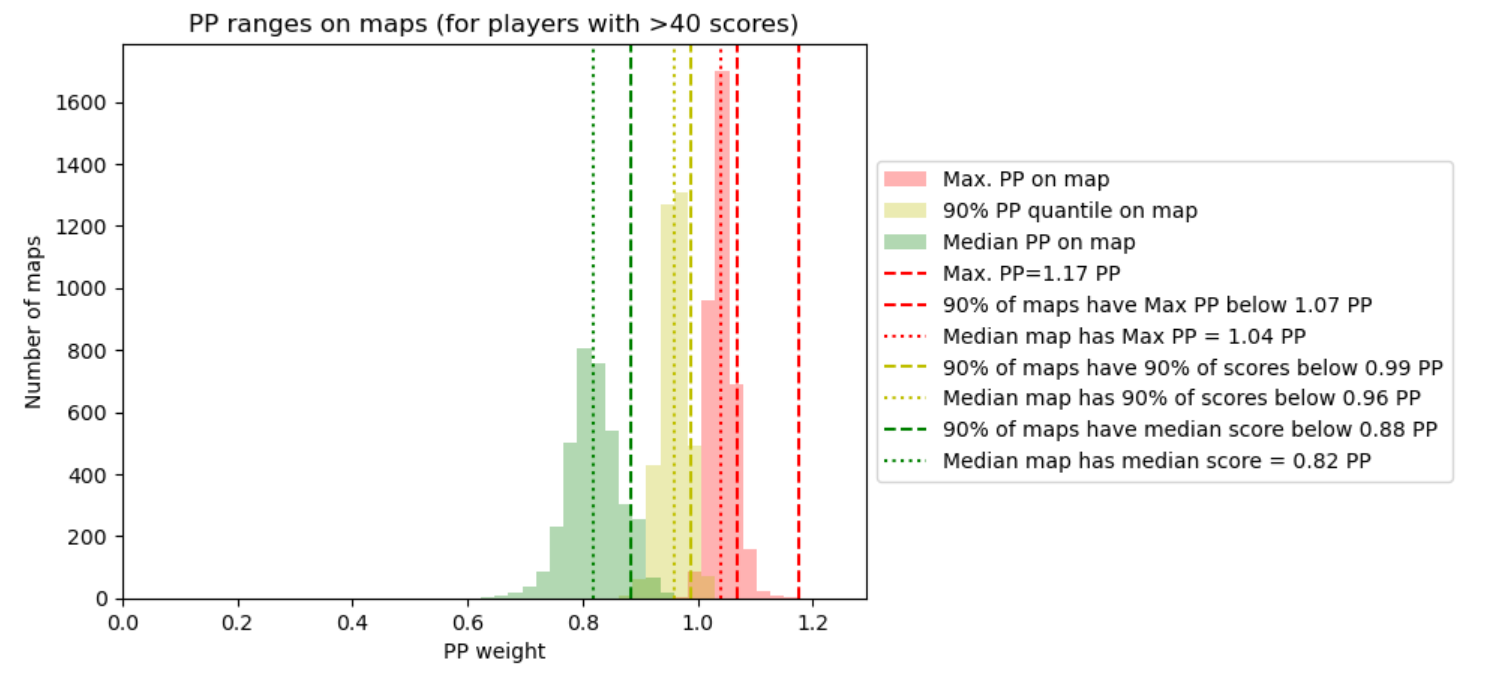 PP ranges on maps (for players with >40 scores)
Number of maps
1600
1400
1200
1000
800
600
400
200
0
0.0 0.2 0.4 0.6 0.8 1.0 1.2
PP weight
Max. PP on map
90% PP quantile on map
Median PP on map
Max. PP=1.17 PP
90% of maps have Max PP below 1.07 PP
Median map has Max PP = 1.04 PP
90% of maps have 90% of scores below 0.99 PP
Median map has 90% of scores below 0.96 PP
90% of maps have median score below 0.88 PP
Median map has median score = 0.82 PP